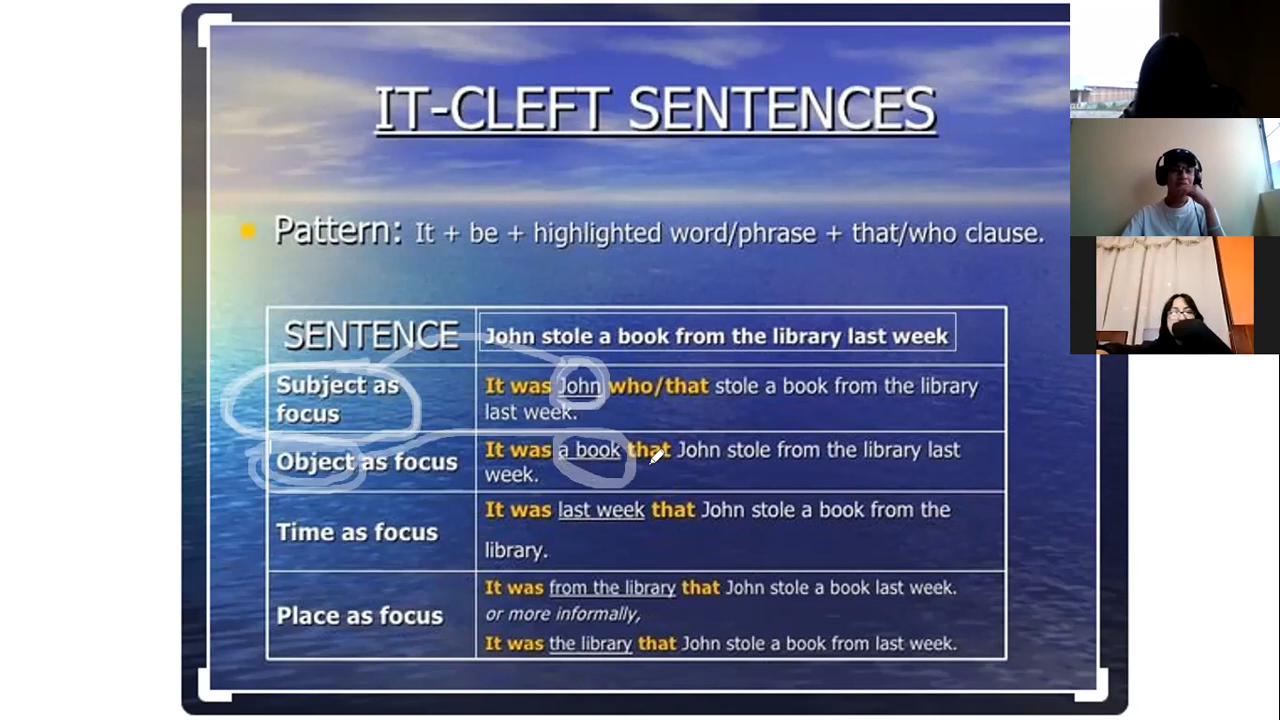 IT-CLEFT SENTENCES
Pattern: It + be + highlighted word/phrase + that/who clause.
SENTENCE
John stole a book from the library last week
Subject as
focus
It was John who/that stole a book from the library
last week.
Object as focus
It was a book that John stole from the library last
week.
Time as focus
It was last week that John stole a book from the
library.
Place as focus
It was from the library that John stole a book last week.
or more informally,
It was the library that John stole a book from last week.